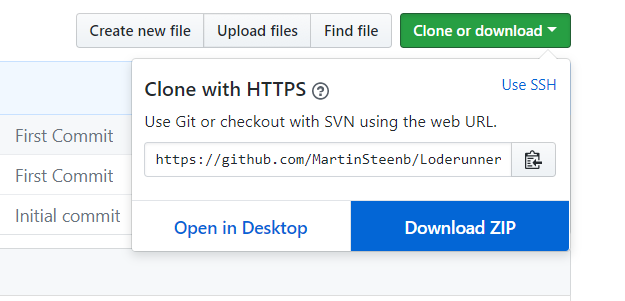 Create new file Upload files Find file Clone or download
Clone with HTTPS ? Use SSH
Use Git or checkout with SVN using the web URL.
First Commit
https://github.com/MartinSteenb/Loderunner
First Commit
Initial commit
Open in Desktop Download ZIP